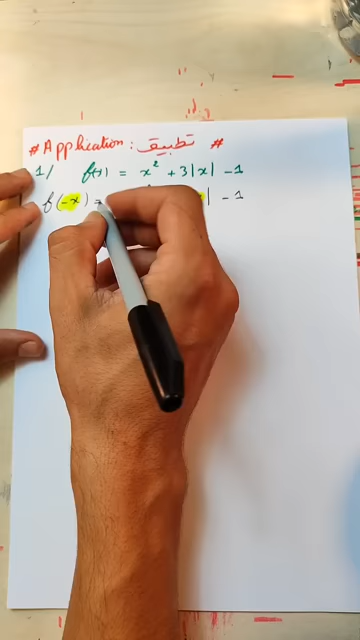 # Application: تطبيق #
1/ f(x) = x² + 3|x| - 1
f(-x) = | - 1